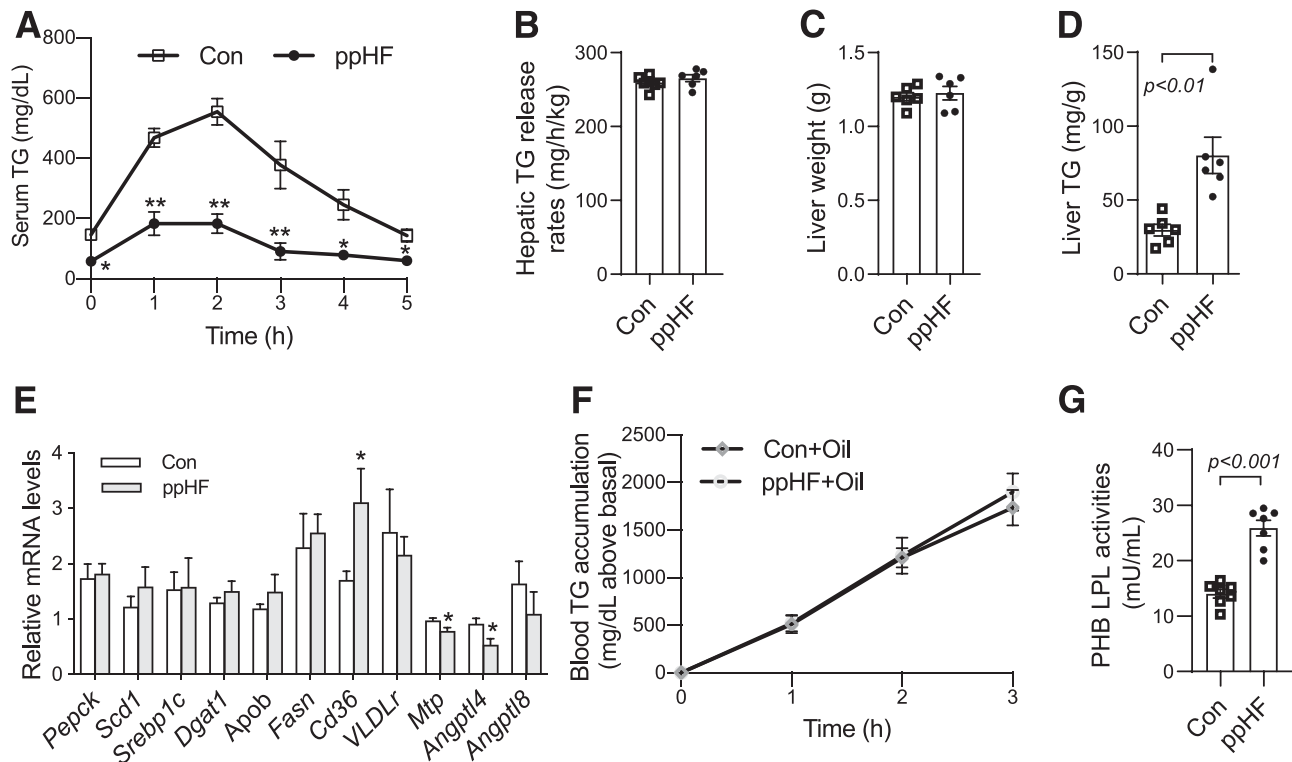 A
Serum TG (mg/dL)
800
600
400
200
0
Con
ppHF
**
**
**
*
*
*
0 1 2 3 4 5
Time (h)
B
Hepatic TG release
rates (mg/h/kg)
300
200
100
0
Con
ppHF
C
Liver weight (g)
1.5
1.0
0.5
0.0
Con
ppHF
D
Liver TG (mg/g)
150
100
50
0
p<0.01
Con
ppHF
E
Relative mRNA levels
4
3
2
1
0
Con
ppHF
*
*
*
Pepck
Scd1
Srebp1c
Dgat1
Apob
Fasn
Cd36
VLDLr
Mtp
Angptl4
Angptl8
F
Blood TG accumulation
(mg/dL above basal)
2500
2000
1500
1000
500
0
Con+Oil
ppHF+Oil
0 1 2 3
Time (h)
G
PHB LPL activities
(mU/mL)
40
30
20
10
0
p<0.001
Con
ppHF